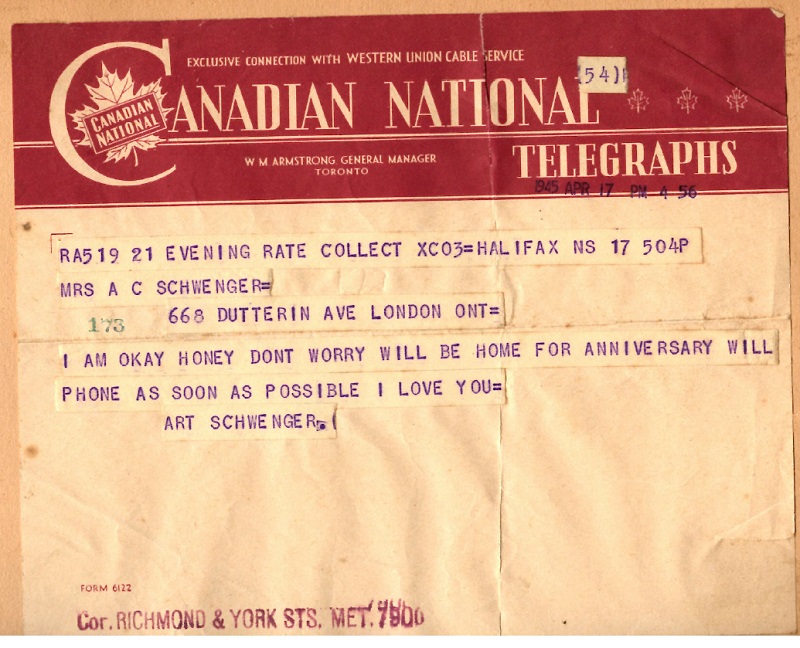 EXCLUSIVE CONNECTION WITH WESTERN UNION CABLE SERVICE
(54)
CANADIAN NATIONAL
CANADIAN NATIONAL
TELEGRAPHS
W M ARMSTRONG, GENERAL MANAGER
TORONTO
1945 APR 17 PM 4 56
RA519 21 EVENING RATE COLLECT XC03=HALIFAX NS 17 504P
MRS A C SCHWENGER=
668 DUTTERIN AVE LONDON ONT=
173
I AM OKAY HONEY DONT WORRY WILL BE HOME FOR ANNIVERSARY WILL
PHONE AS SOON AS POSSIBLE I LOVE YOU=
ART SCHWENGER.
FORM 6122
Cor. RICHMOND & YORK STS. MET. 7900